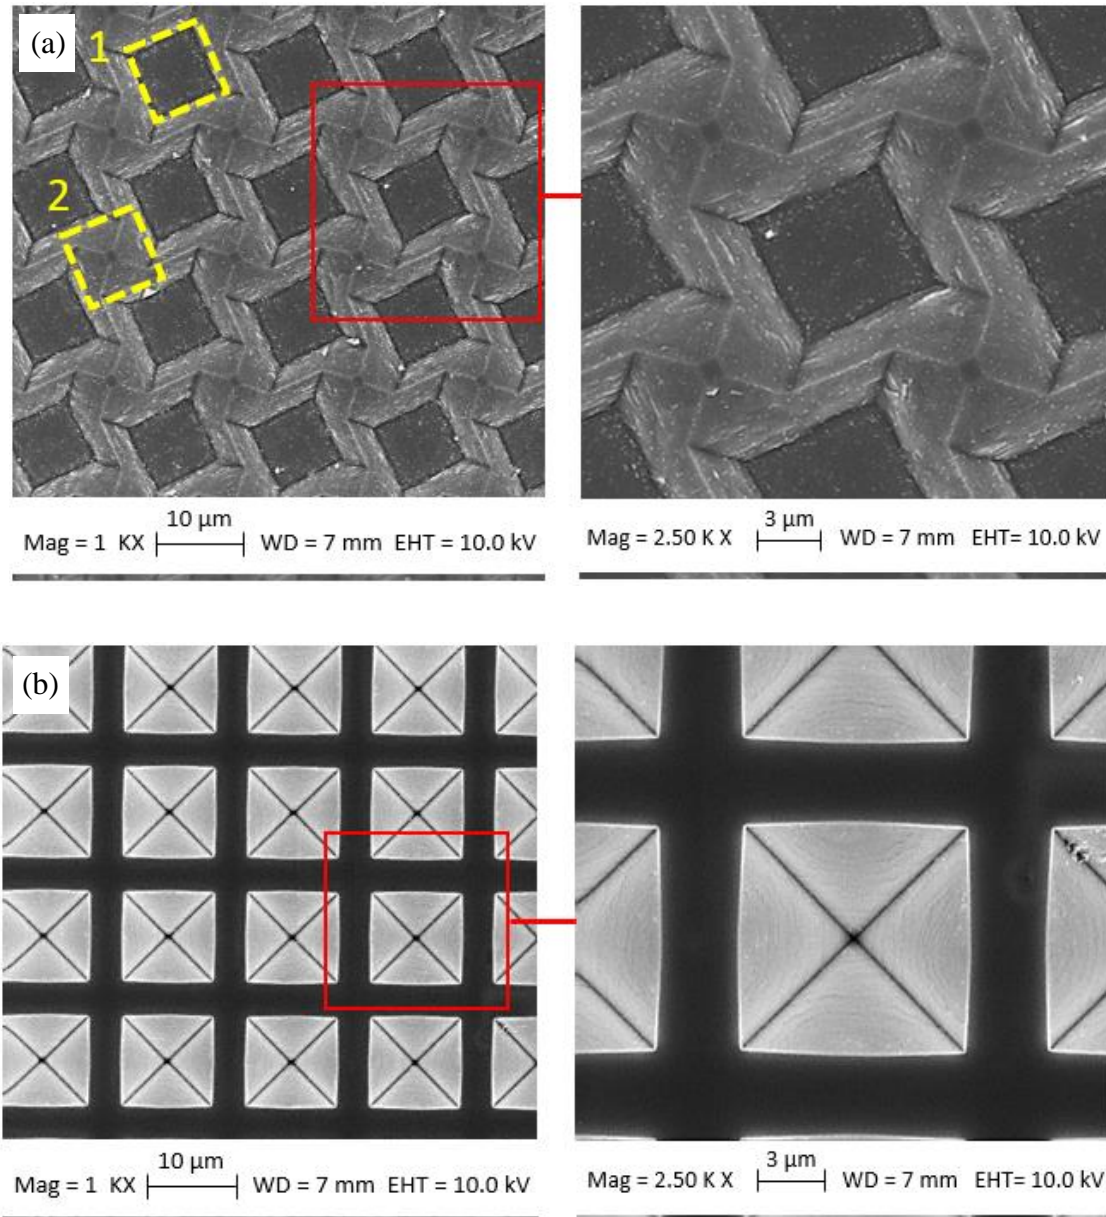 (a)
1
2
10 µm
Mag = 1 KX WD = 7 mm EHT = 10.0 kV
3 µm
Mag = 2.50 K X WD = 7 mm EHT= 10.0 kV
(b)
10 µm
Mag = 1 KX WD = 7 mm EHT = 10.0 kV
3 µm
Mag = 2.50 K X WD = 7 mm EHT= 10.0 kV